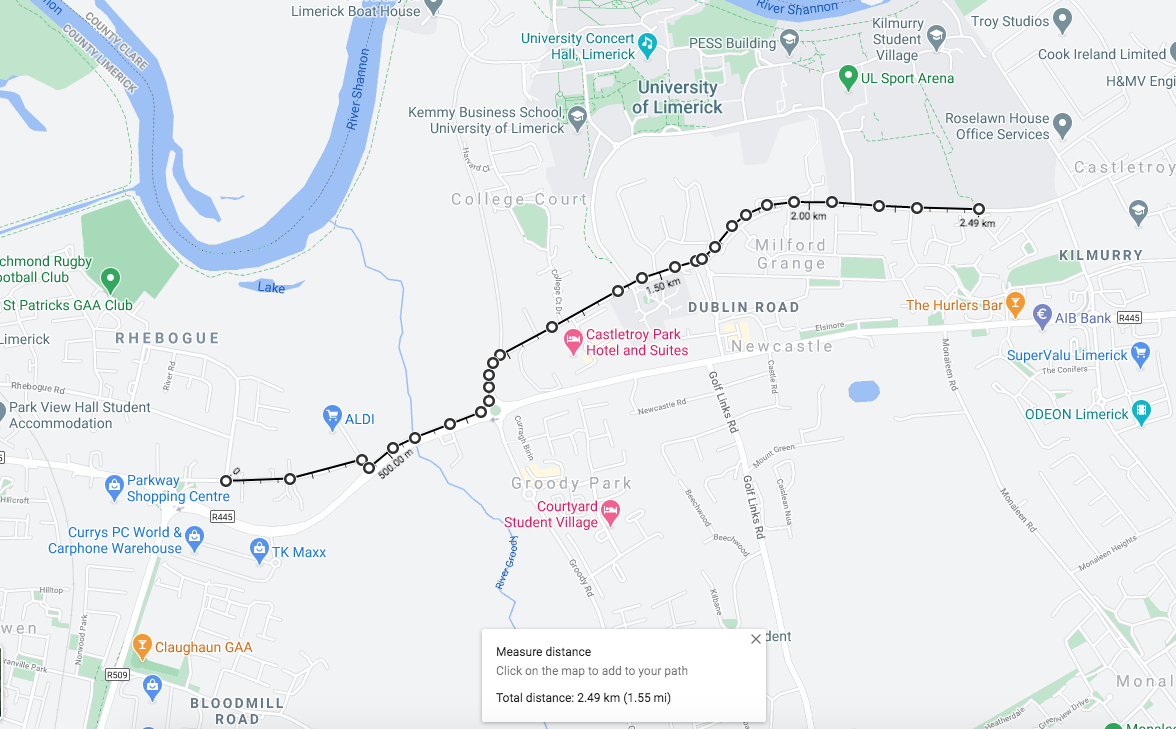 Limerick Boat House
River Shannon
Troy Studios
COUNTY CLARE
COUNTY LIMERICK
University Concert
Hall, Limerick
PESS Building
Kilmurry
Student
Village
Cook Ireland Limited
UL Sport Arena
H&MV Engi
River Shannon
University
of Limerick
Kemmy Business School,
University of Limerick
Roselawn House
Office Services
Harvard Ct
Castletroy
College Court
2.00 km
2.49 km
Milford
Grange
KILMURRY
chmond Rugby
ootball Club
Lake
College Ct Dr
1.50 km
St Patricks GAA Club
DUBLIN ROAD
The Hurlers Bar
AIB Bank
R445
Limerick
RHEBOGUE
Castletroy Park
Hotel and Suites
Elsinore
Newcastle
SuperValu Limerick
The Conifers
River Rd
Rhebogue Rd
Castle Rd
Monaleen Rd
Park View Hall Student
Accommodation
ALDI
Golf Links Rd
Newcastle Rd
ODEON Limerick
Curragh Birin
500.00 m
0
Mount Green
Parkway
Shopping Centre
Groody Park
Hillcroft
R445
Courtyard
Student Village
Beechwood
Golf Links Rd
Caislean Nua
Monaleen Rd
Currys PC World &
Carphone Warehouse
TK Maxx
Beechwood
River Groody
Monaleen Heights
Groody Rd
Hilltop
Kilbane
Norwood Park
wen
Claughaun GAA
dent
Measure distance
Click on the map to add to your path
Total distance: 2.49 km (1.55 mi)
ranville Park
R509
Monal
BLOODMILL
ROAD
Heatherdale
Greenview Drive
Monalee